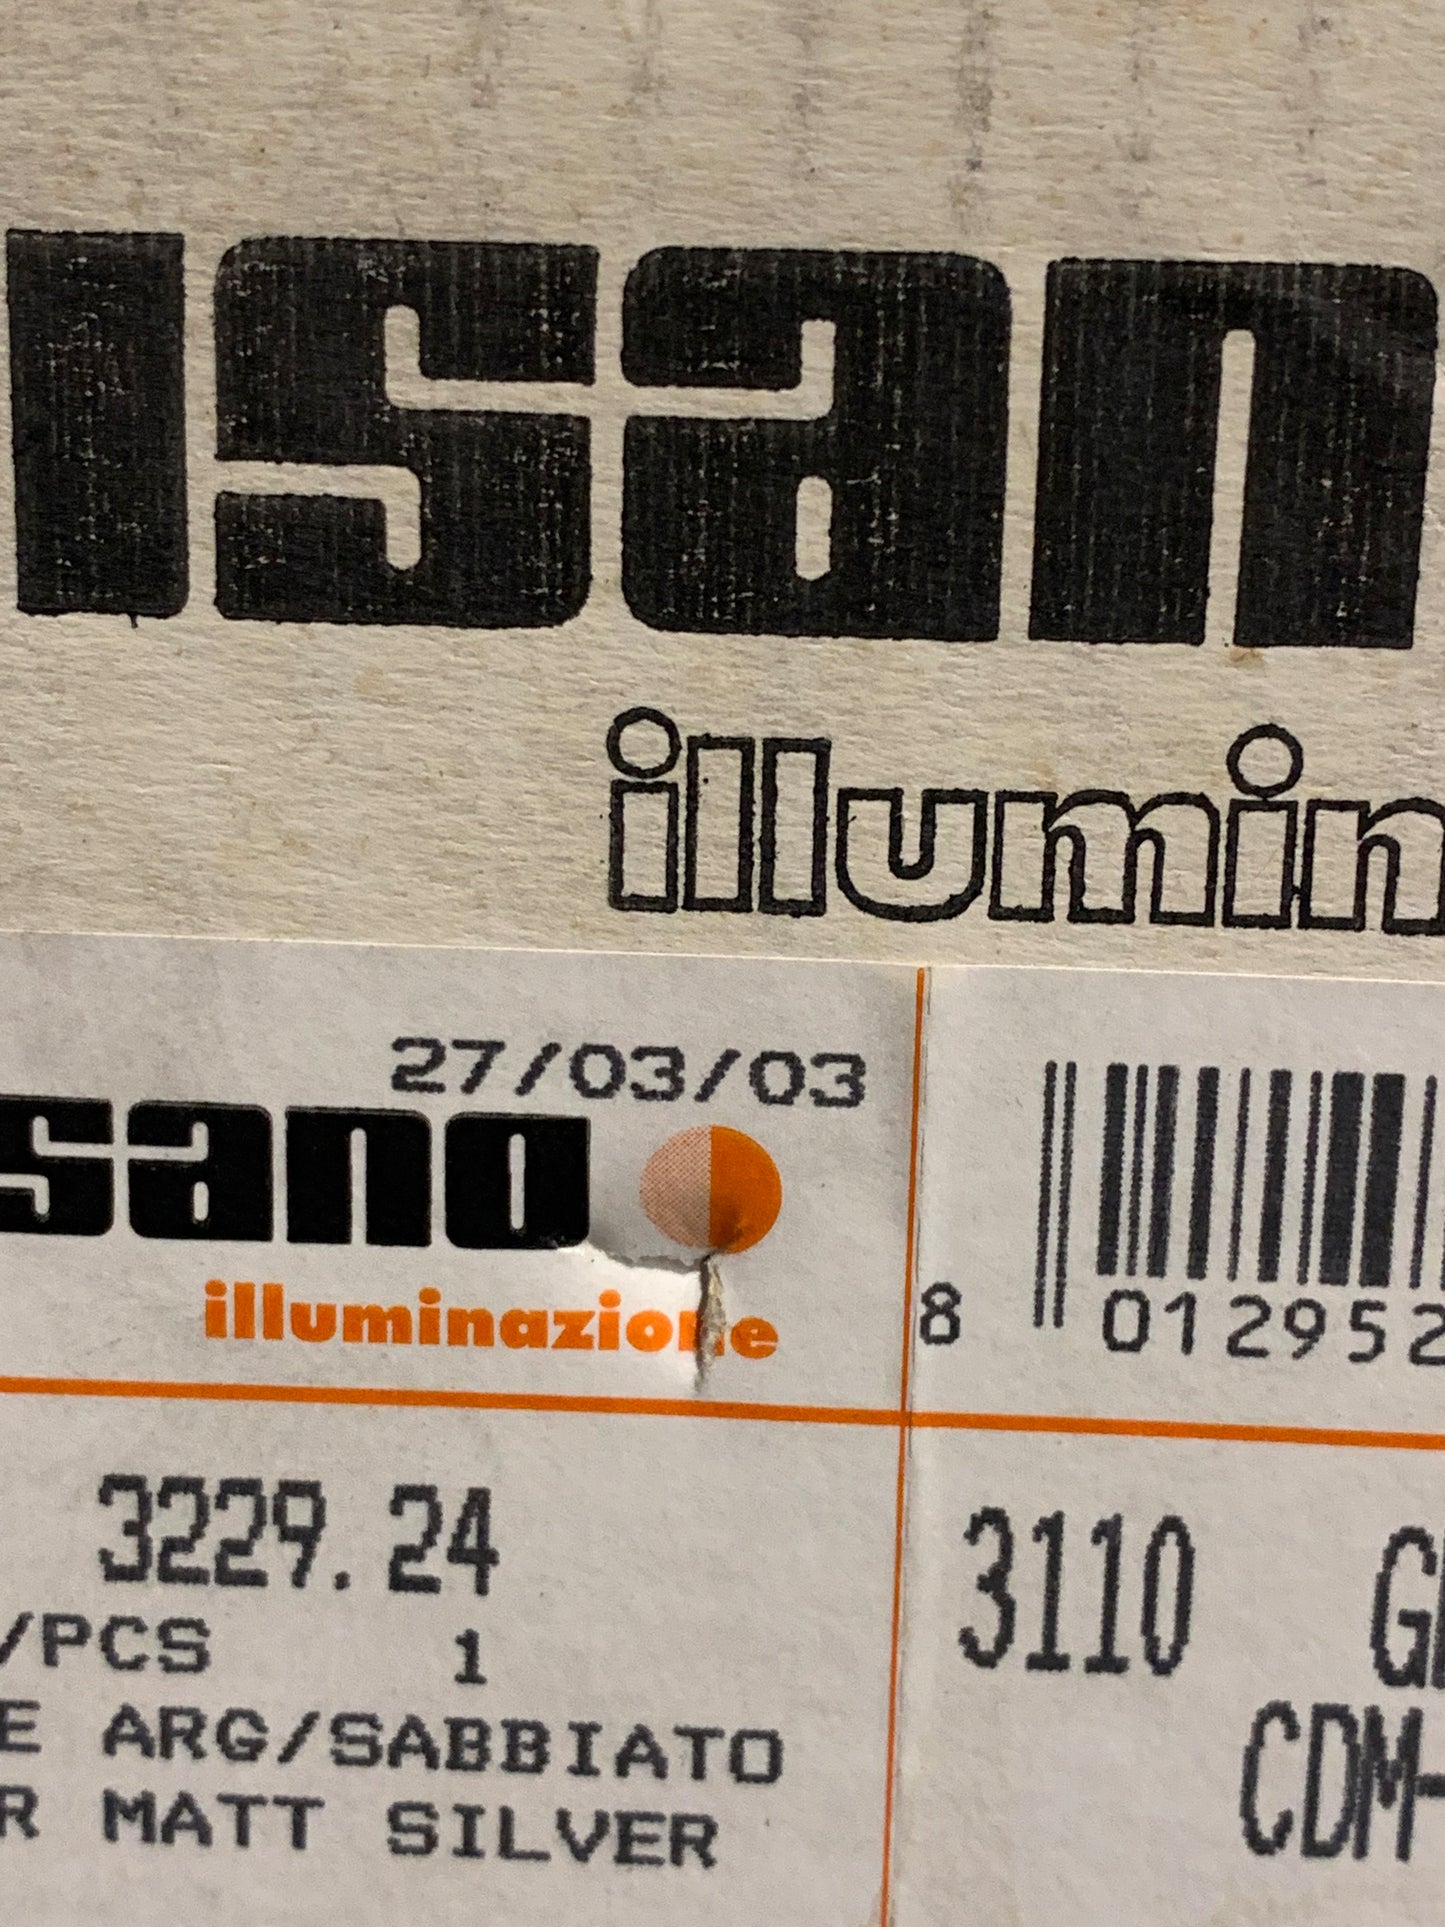 isan
illumin
27/03/03
sano
illuminazione
8 012952
3229.24
/PCS 1
E ARG/SABBIATO
R MATT SILVER
3110
CDM-